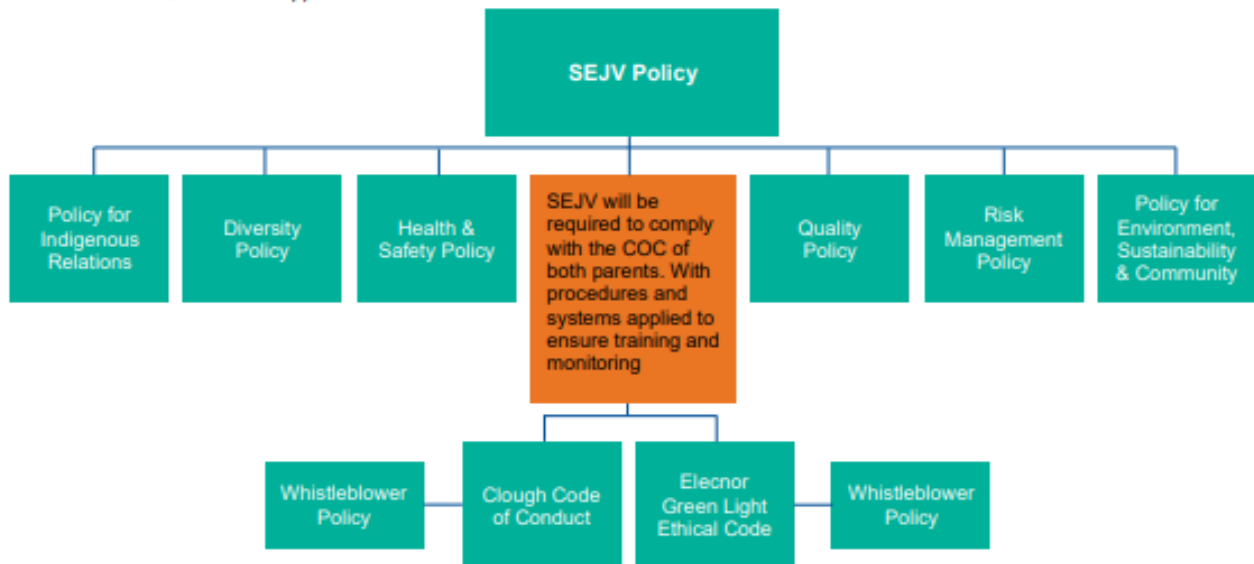 SEJV Policy
Policy for
Indigenous
Relations
Diversity
Policy
Health &
Safety Policy
SEJV will be
required to comply
with the COC of
both parents. With
procedures and
systems applied to
ensure training and
monitoring
Quality
Policy
Risk
Management
Policy
Policy for
Environment,
Sustainability
& Community
Whistleblower
Policy
Clough Code
of Conduct
Elecnor
Green Light
Ethical Code
Whistleblower
Policy